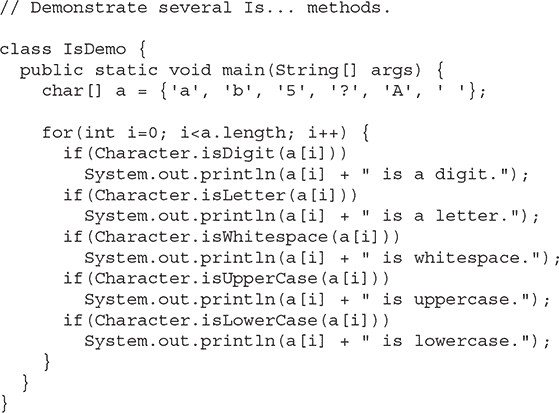 // Demonstrate several Is... methods.

class IsDemo {
  public static void main(String[] args) {
    char[] a = {'a', 'b', '5', '?', 'A', ' '};

    for(int i=0; i<a.length; i++) {
      if(Character.isDigit(a[i]))
        System.out.println(a[i] + " is a digit.");
      if(Character.isLetter(a[i]))
        System.out.println(a[i] + " is a letter.");
      if(Character.isWhitespace(a[i]))
        System.out.println(a[i] + " is whitespace.");
      if(Character.isUpperCase(a[i]))
        System.out.println(a[i] + " is uppercase.");
      if(Character.isLowerCase(a[i]))
        System.out.println(a[i] + " is lowercase.");
    }
  }
}